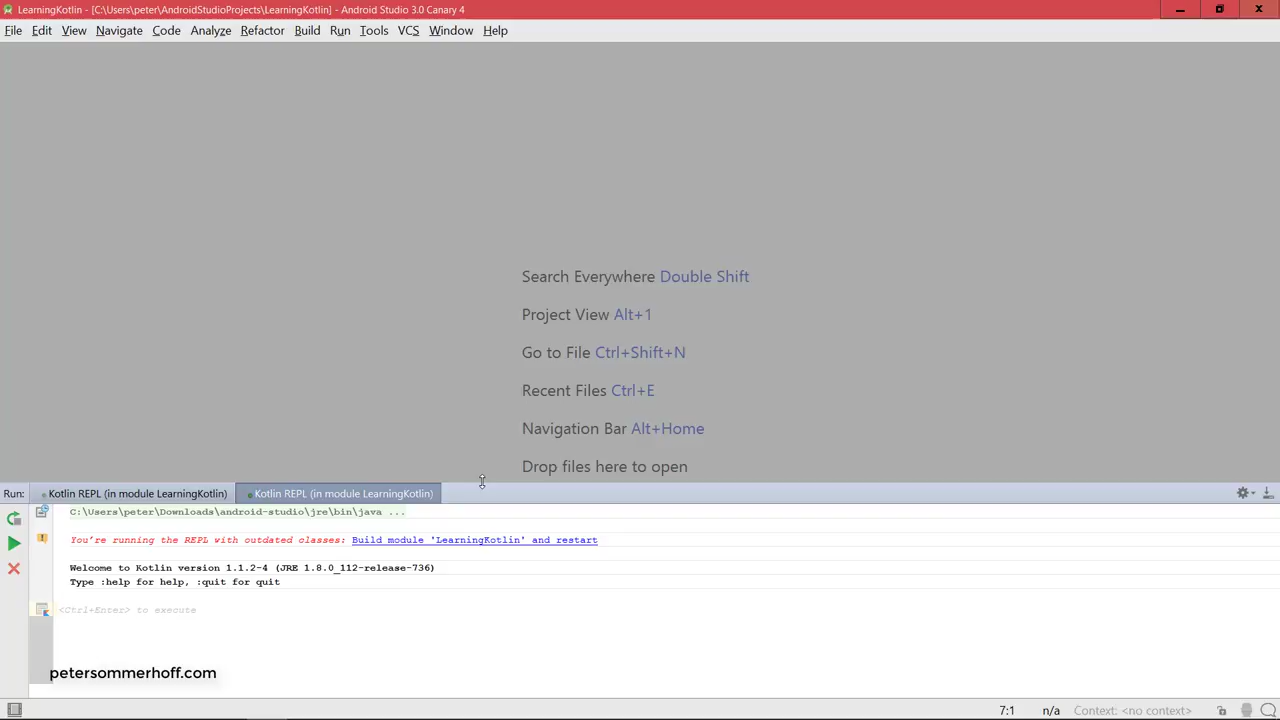 LearningKotlin - [C:\Users\peter\AndroidStudioProjects\LearningKotlin] - Android Studio 3.0 Canary 4
File Edit View Navigate Code Analyze Refactor Build Run Tools VCS Window Help
Search Everywhere Double Shift
Project View Alt+1
Go to File Ctrl+Shift+N
Recent Files Ctrl+E
Navigation Bar Alt+Home
Drop files here to open
Run: Kotlin REPL (in module LearningKotlin) Kotlin REPL (in module LearningKotlin)
C:\Users\peter\Downloads\android-studio\jre\bin\java ...
You're running the REPL with outdated classes: Build module 'LearningKotlin' and restart
Welcome to Kotlin version 1.1.2-4 (JRE 1.8.0_112-release-736)
Type :help for help, :quit for quit
<Ctrl+Enter> to execute
petersommerhoff.com
7:1 n/a Context: <no context>